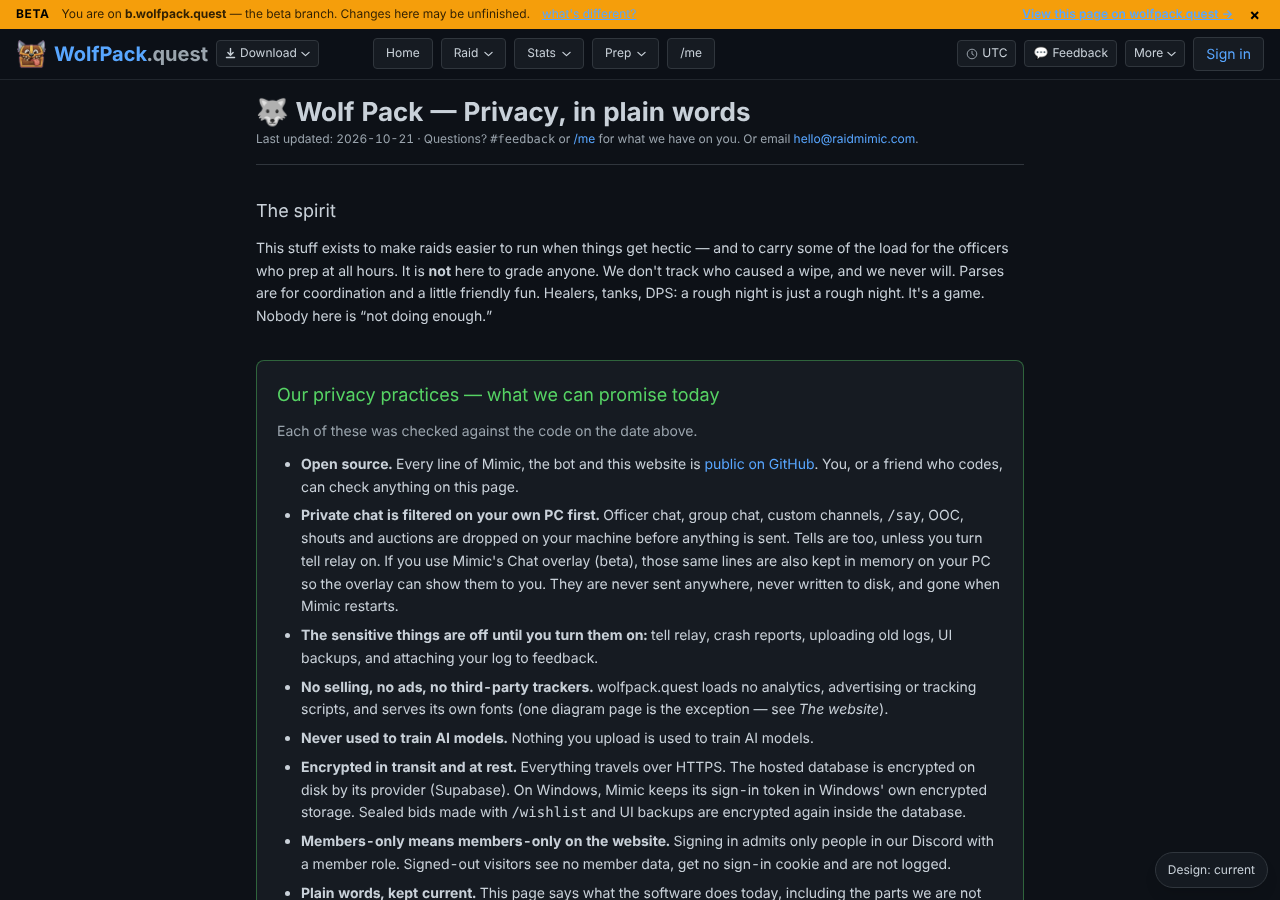 BETA You are on b.wolfpack.quest — the beta branch. Changes here may be unfinished. what's different? View this page on wolfpack.quest → ×
WolfPack.quest Download Home Raid Stats Prep /me UTC Feedback More Sign in
Wolf Pack — Privacy, in plain words
Last updated: 2026-10-21 · Questions? #feedback or /me for what we have on you. Or email hello@raidmimic.com.
The spirit
This stuff exists to make raids easier to run when things get hectic — and to carry some of the load for the officers
who prep at all hours. It is not here to grade anyone. We don't track who caused a wipe, and we never will. Parses
are for coordination and a little friendly fun. Healers, tanks, DPS: a rough night is just a rough night. It's a game.
Nobody here is “not doing enough.”
Our privacy practices — what we can promise today
Each of these was checked against the code on the date above.
• Open source. Every line of Mimic, the bot and this website is public on GitHub. You, or a friend who codes,
can check anything on this page.
• Private chat is filtered on your own PC first. Officer chat, group chat, custom channels, /say, OOC,
shouts and auctions are dropped on your machine before anything is sent. Tells are too, unless you turn
tell relay on. If you use Mimic's Chat overlay (beta), those same lines are also kept in memory on your PC
so the overlay can show them to you. They are never sent anywhere, never written to disk, and gone when
Mimic restarts.
• The sensitive things are off until you turn them on: tell relay, crash reports, uploading old logs, UI
backups, and attaching your log to feedback.
• No selling, no ads, no third-party trackers. wolfpack.quest loads no analytics, advertising or tracking
scripts, and serves its own fonts (one diagram page is the exception — see The website).
• Never used to train AI models. Nothing you upload is used to train AI models.
• Encrypted in transit and at rest. Everything travels over HTTPS. The hosted database is encrypted on
disk by its provider (Supabase). On Windows, Mimic keeps its sign-in token in Windows' own encrypted
storage. Sealed bids made with /wishlist and UI backups are encrypted again inside the database.
• Members-only means members-only on the website. Signing in admits only people in our Discord with
a member role. Signed-out visitors see no member data, get no sign-in cookie and are not logged.
• Plain words, kept current. This page says what the software does today, including the parts we are not
Design: current